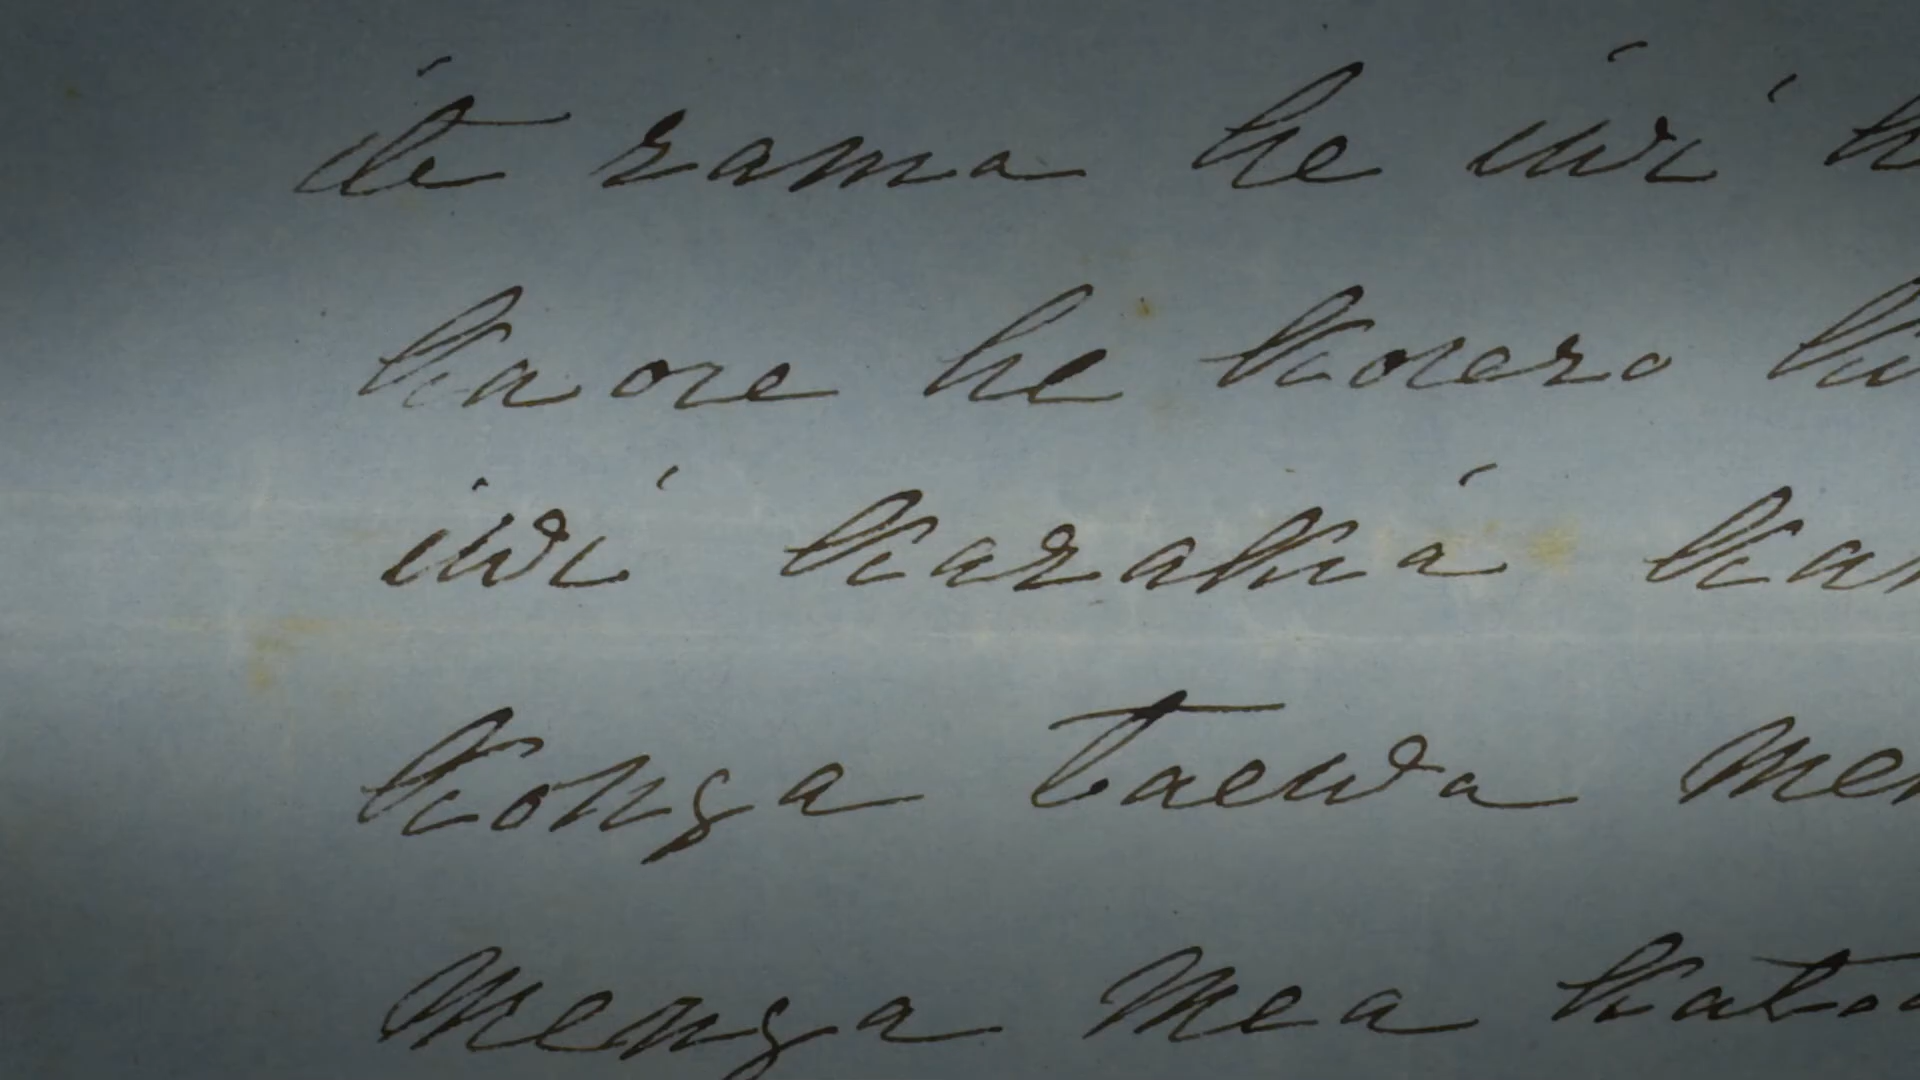 ite rama he iwi
kaore he korero
iwi karakia
konga taewa
menga mea